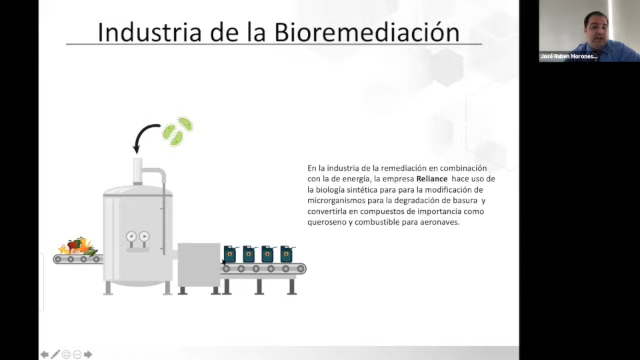 Industria de la Bioremediación
José Ruben Morones...
En la industria de la remediación en combinación
con la de energía, la empresa Reliance hace uso de
la biología sintética para para la modificación de
microrganismos para la degradación de basura y
convertirla en compuestos de importancia como
queroseno y combustible para aeronaves.